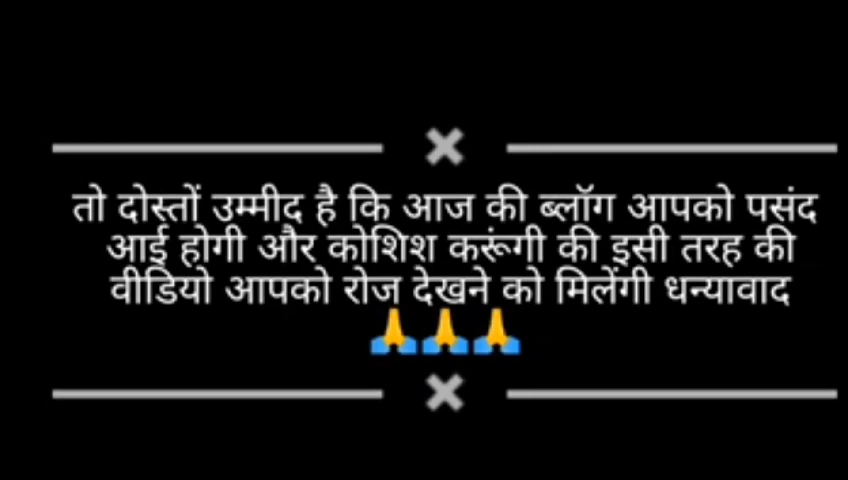 तो दोस्तों उम्मीद है कि आज की ब्लॉग आपको पसंद
आई होगी और कोशिश करूंगी की इसी तरह की
वीडियो आपको रोज देखने को मिलेंगी धन्यावाद
🙏🙏🙏